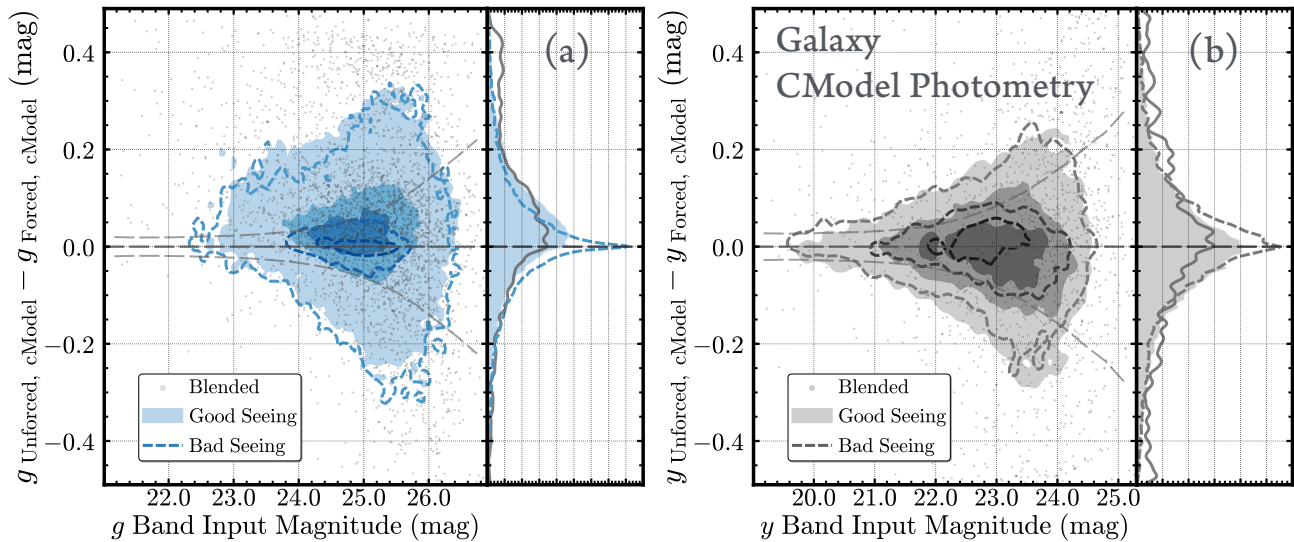 g Unforced, cModel − g Forced, cModel (mag)
0.4
0.2
0.0
−0.2
−0.4
(a)
Blended
Good Seeing
Bad Seeing
22.0 23.0 24.0 25.0 26.0
g Band Input Magnitude (mag)
y Unforced, cModel − y Forced, cModel (mag)
0.4
0.2
0.0
−0.2
−0.4
Galaxy
CModel Photometry
(b)
Blended
Good Seeing
Bad Seeing
20.0 21.0 22.0 23.0 24.0 25.0
y Band Input Magnitude (mag)